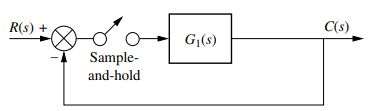 R(s) + C(s)
G₁(s)
−
Sample-
and-hold